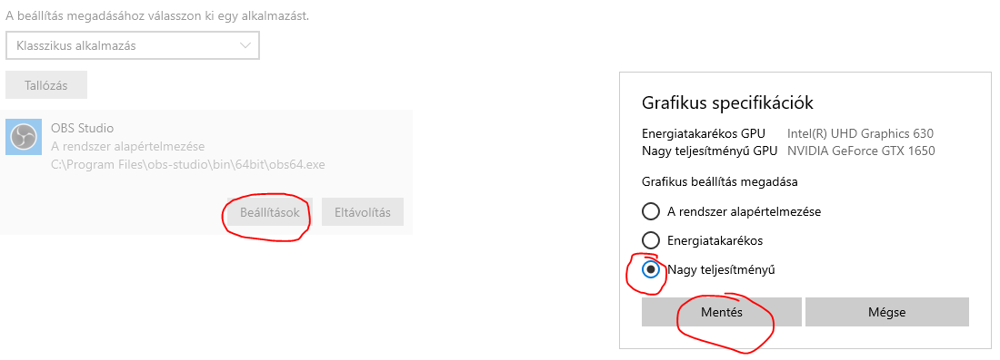 A beállítás megadásához válasszon ki egy alkalmazást.
Klasszikus alkalmazás
Tallózás
OBS Studio
A rendszer alapértelmezése
C:\Program Files\obs-studio\bin\64bit\obs64.exe
Beállítások Eltávolítás
Grafikus specifikációk
Energiatakarékos GPU Intel(R) UHD Graphics 630
Nagy teljesítményű GPU NVIDIA GeForce GTX 1650
Grafikus beállítás megadása
A rendszer alapértelmezése
Energiatakarékos
Nagy teljesítményű
Mentés Mégse